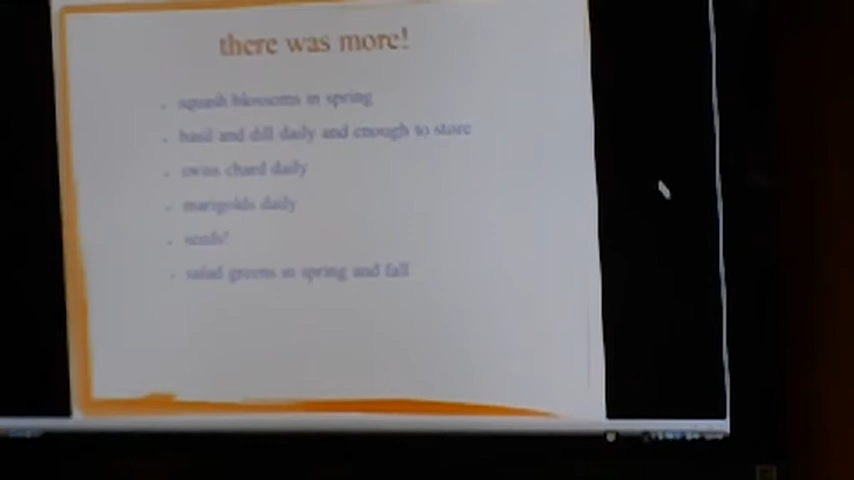 there was more!
squash blossoms in spring
basil and dill daily and enough to store
swiss chard daily
marigolds daily
seeds!
salad greens in spring and fall